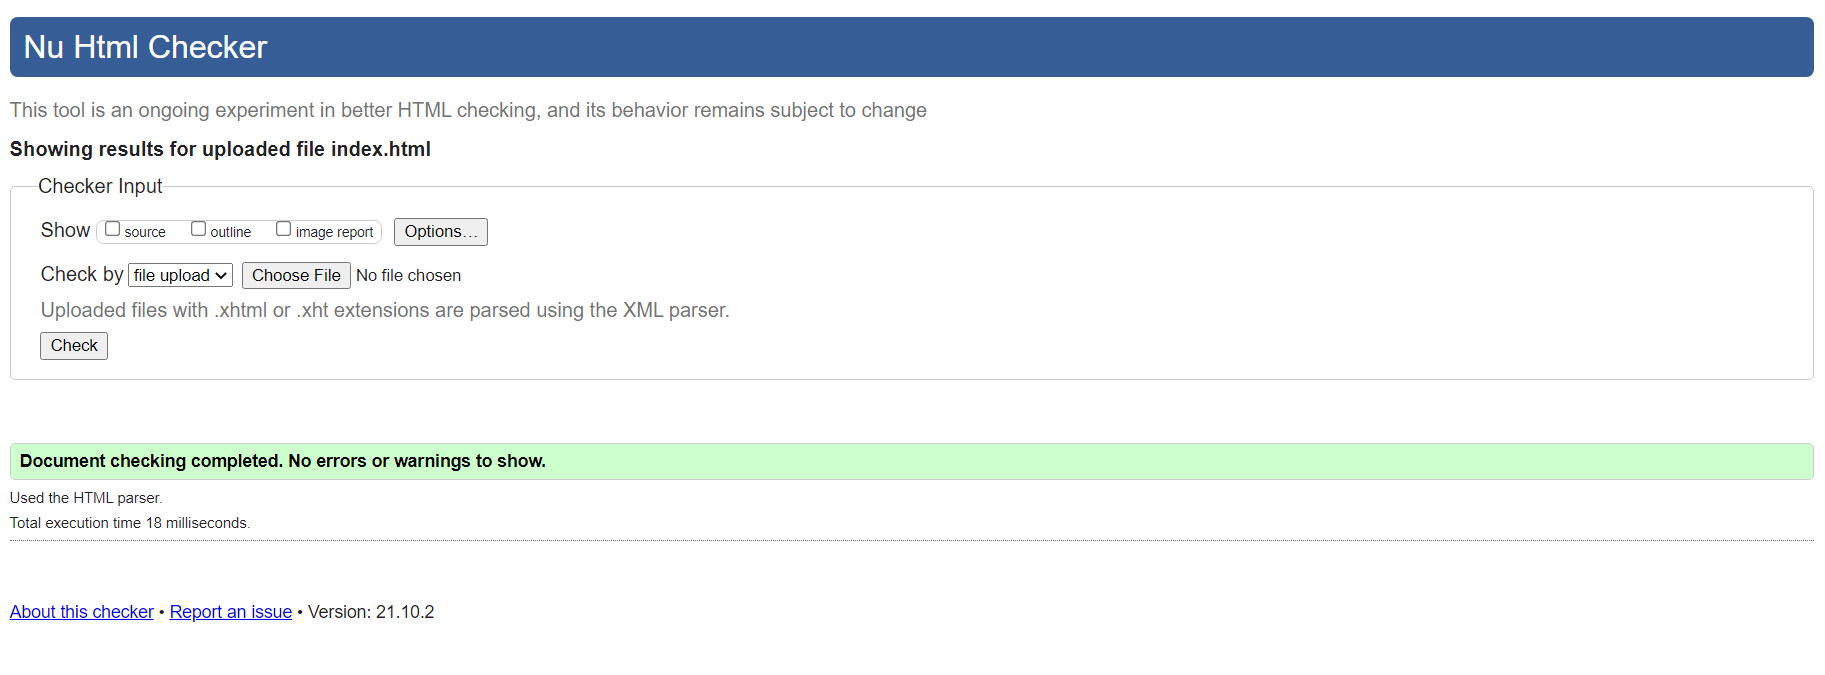 Nu Html Checker
This tool is an ongoing experiment in better HTML checking, and its behavior remains subject to change
Showing results for uploaded file index.html
Checker Input
Show source outline image report Options…
Check by file upload Choose File No file chosen
Uploaded files with .xhtml or .xht extensions are parsed using the XML parser.
Check
Document checking completed. No errors or warnings to show.
Used the HTML parser.
Total execution time 18 milliseconds.
About this checker • Report an issue • Version: 21.10.2